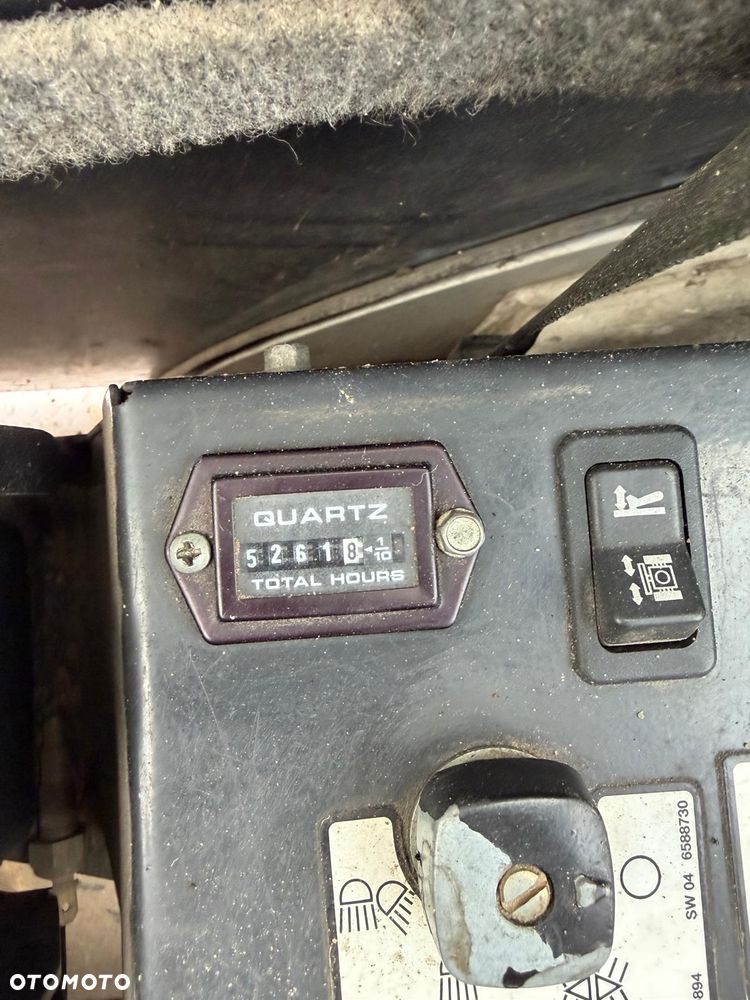 QUARTZ
52618 1/10
TOTAL HOURS
SW 04 6588730
894
OTOMOTO